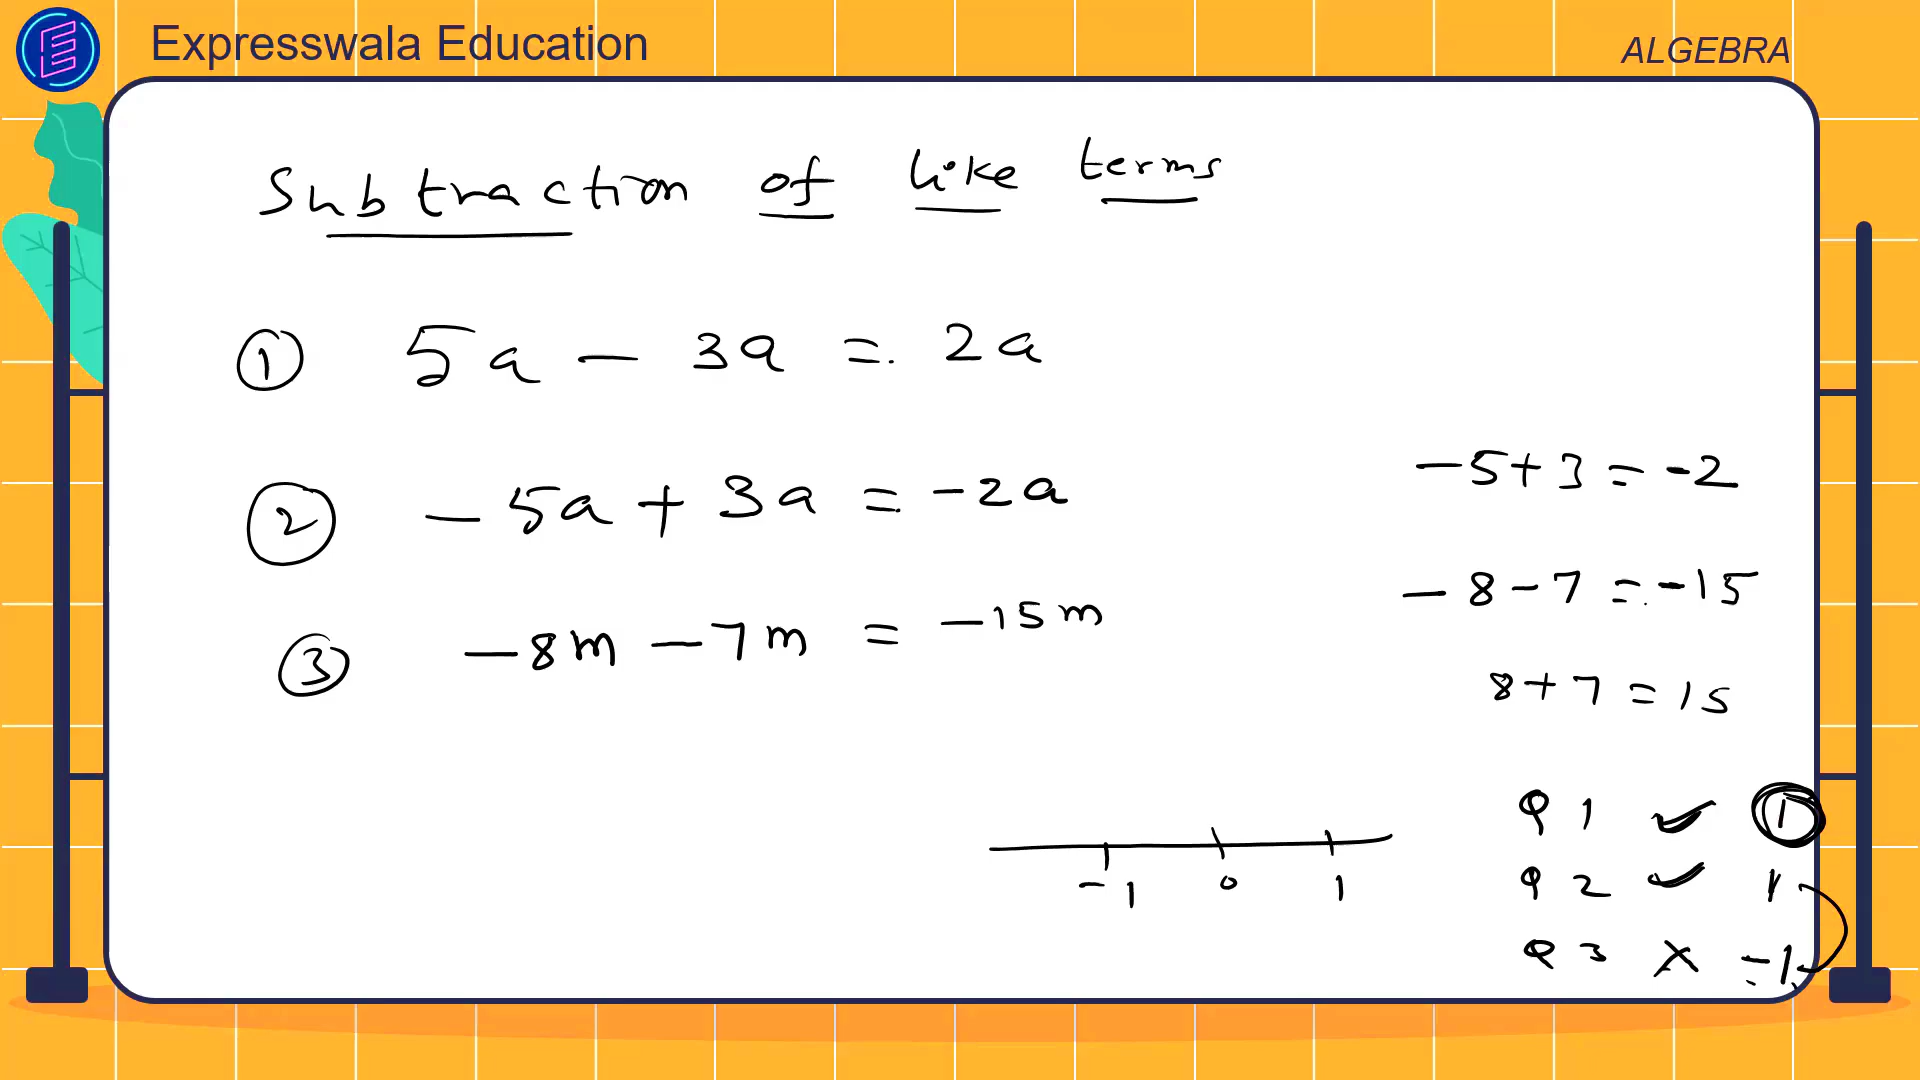 Expresswala Education
ALGEBRA
Subtraction of like terms
① 5a - 3a = 2a
② - 5a + 3a = -2a
③ - 8m - 7m = -15m
-5+3 = -2
- 8 - 7 = -15
8+7 = 15
Q 1 ✓ ①
Q 2 ✓ 1
Q 3 X -1
-1 0 1